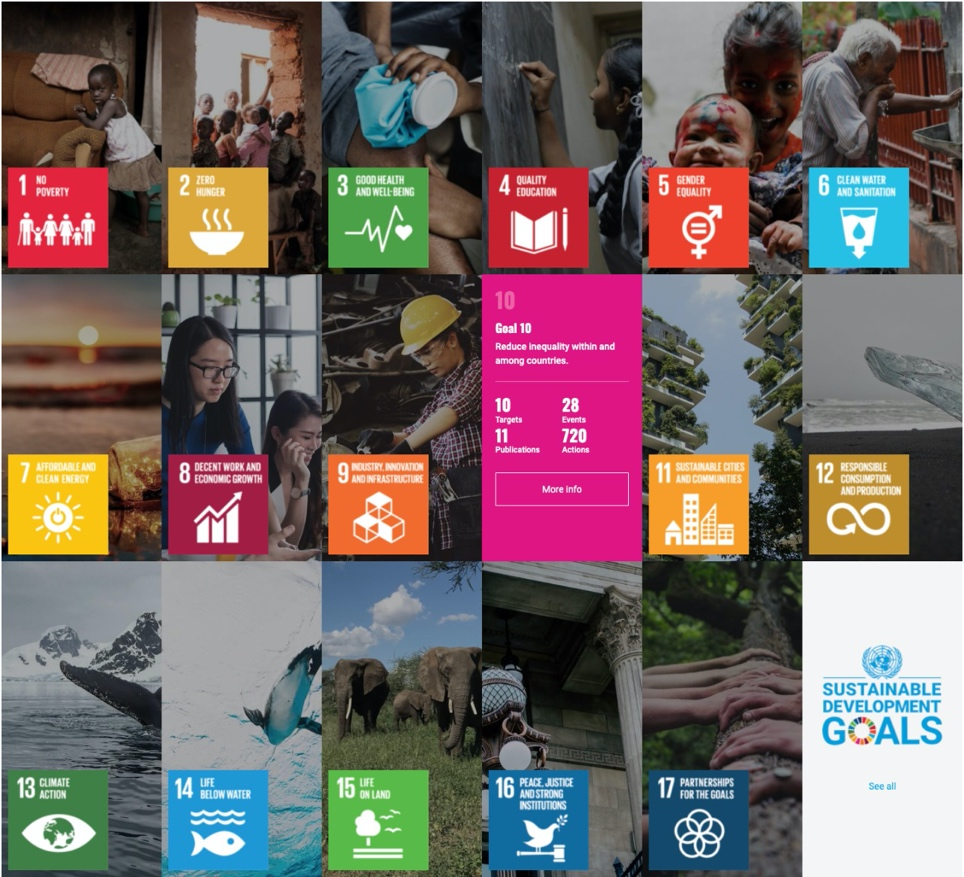 1 NO
POVERTY
2 ZERO
HUNGER
3 GOOD HEALTH
AND WELL-BEING
4 QUALITY
EDUCATION
5 GENDER
EQUALITY
6 CLEAN WATER
AND SANITATION
7 AFFORDABLE AND
CLEAN ENERGY
8 DECENT WORK AND
ECONOMIC GROWTH
9 INDUSTRY, INNOVATION
AND INFRASTRUCTURE
10
Goal 10
Reduce inequality within and
among countries.
10 28
Targets Events
11 720
Publications Actions
More info
11 SUSTAINABLE CITIES
AND COMMUNITIES
12 RESPONSIBLE
CONSUMPTION
AND PRODUCTION
13 CLIMATE
ACTION
14 LIFE
BELOW WATER
15 LIFE
ON LAND
16 PEACE, JUSTICE
AND STRONG
INSTITUTIONS
17 PARTNERSHIPS
FOR THE GOALS
SUSTAINABLE
DEVELOPMENT
GOALS
See all